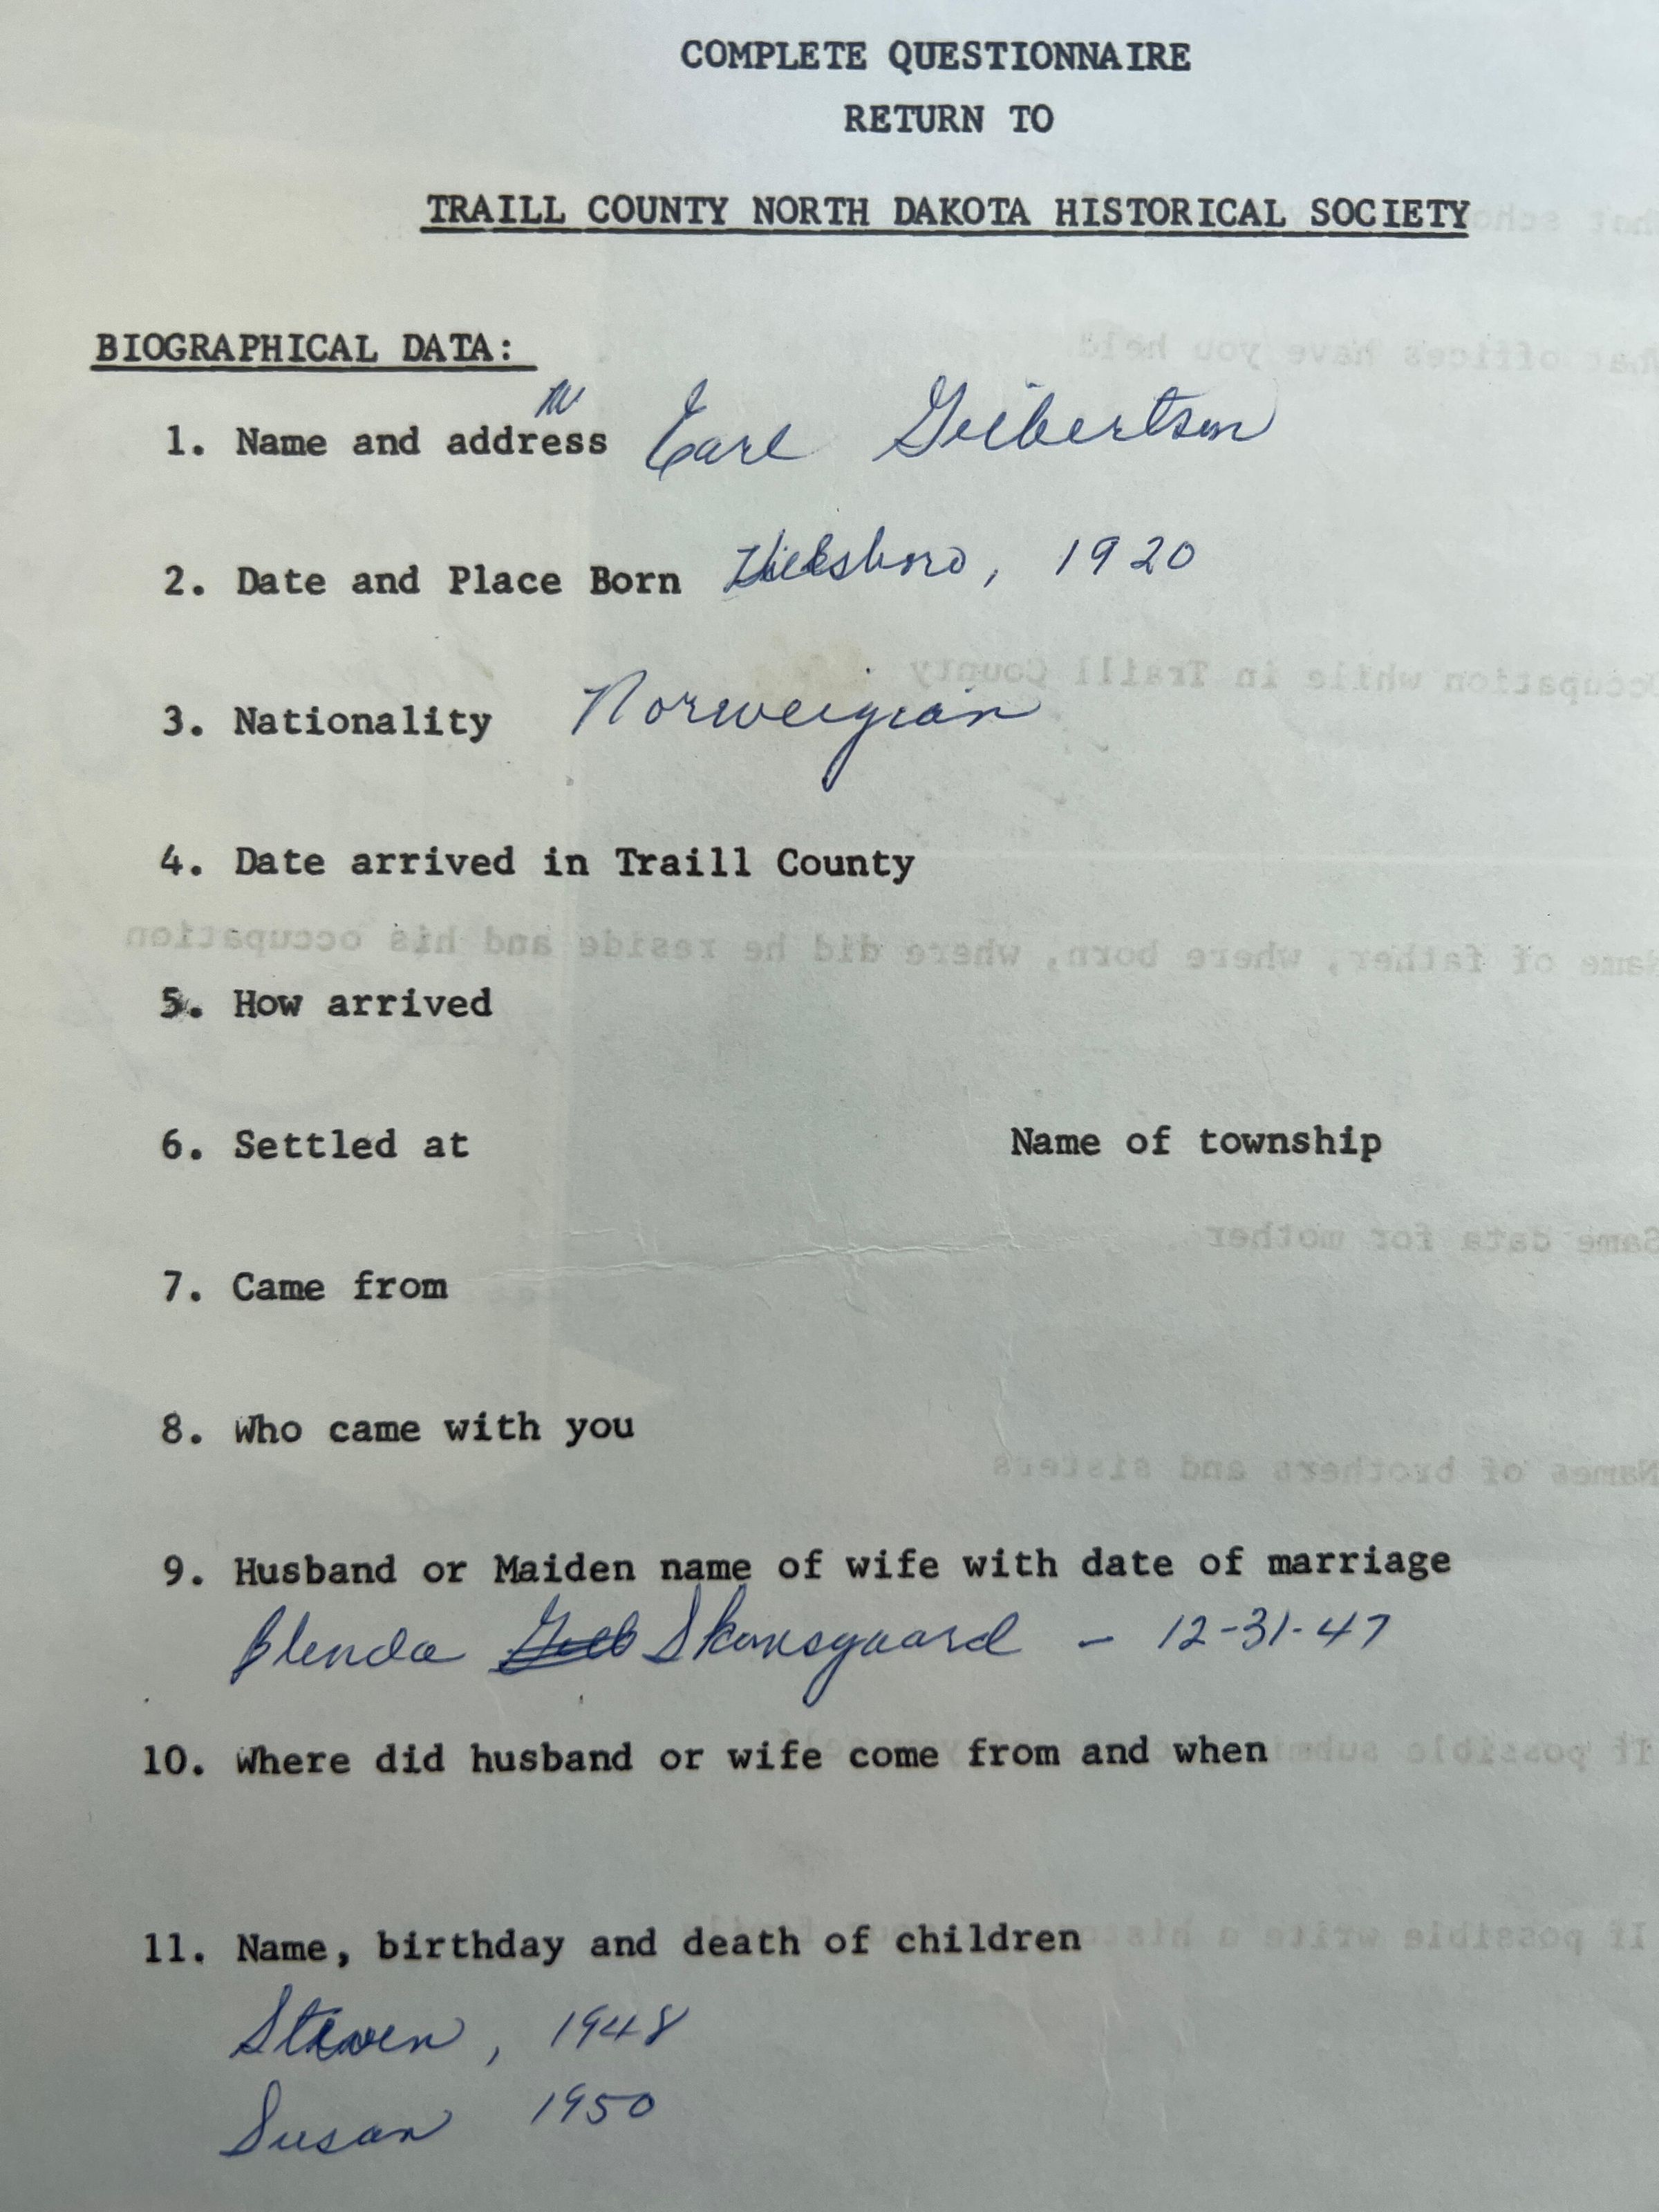 COMPLETE QUESTIONNAIRE
RETURN TO
TRAILL COUNTY NORTH DAKOTA HISTORICAL SOCIETY
BIOGRAPHICAL DATA:
1. Name and address Earl Gilbertson
2. Date and Place Born Hillsboro, 1920
3. Nationality Norweigian
4. Date arrived in Traill County
5. How arrived
6. Settled at Name of township
7. Came from
8. Who came with you
9. Husband or Maiden name of wife with date of marriage
Blenda Skonsgaard - 12-31-47
10. Where did husband or wife come from and when
11. Name, birthday and death of children
Steven, 1948
Susan 1950